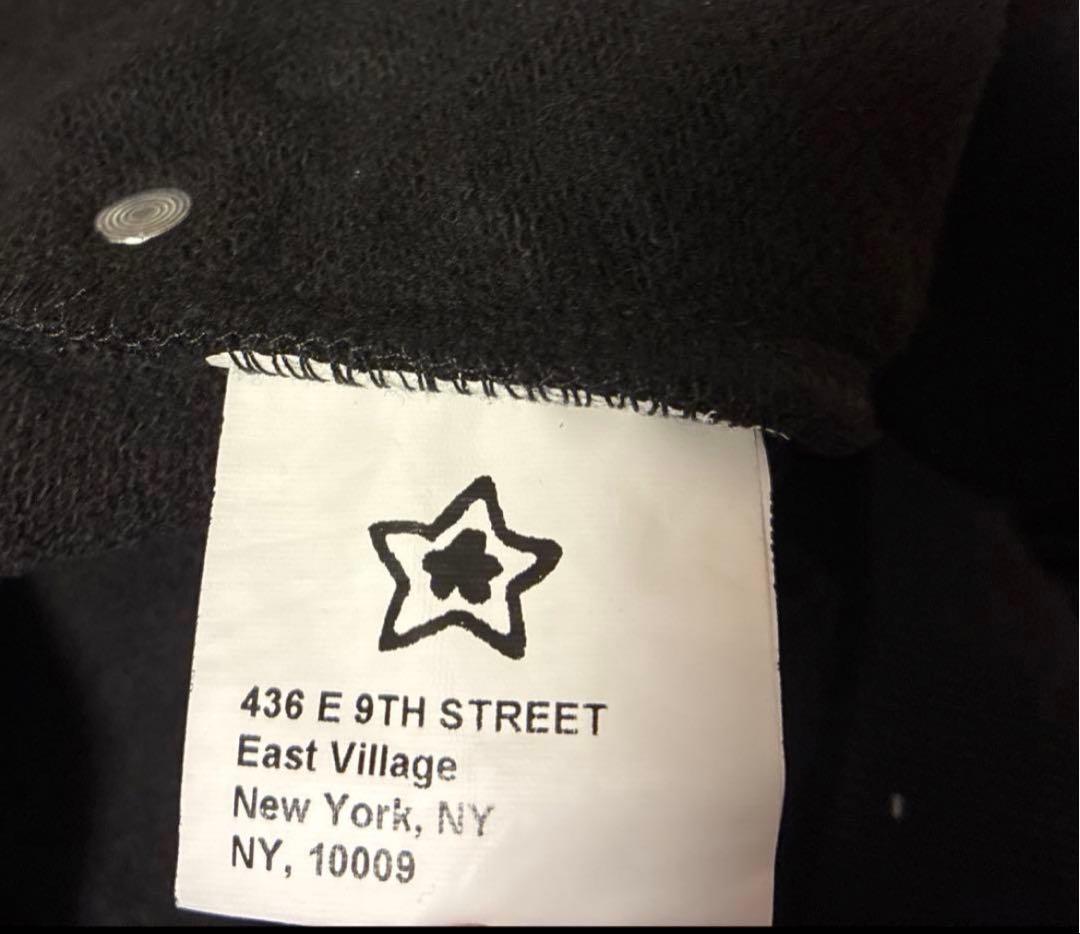 436 E 9TH STREET
East Village
New York, NY
NY, 10009